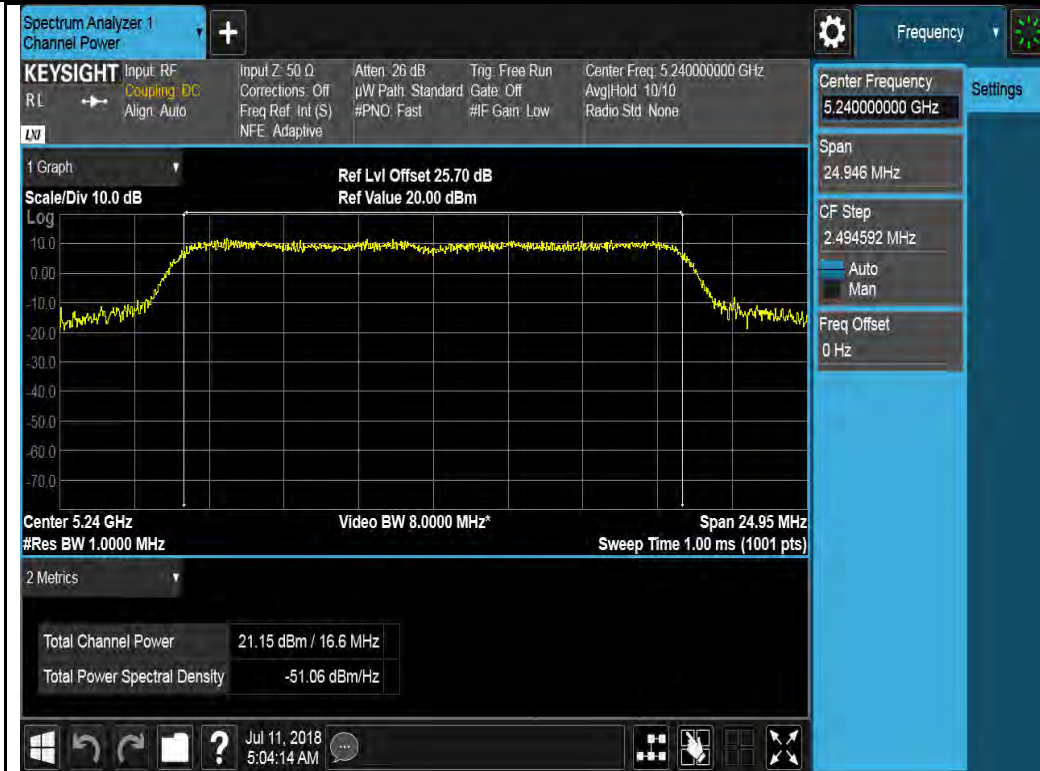 Spectrum Analyzer 1
Channel Power
+
Frequency
KEYSIGHT
RL
LXI
Input: RF
Coupling: DC
Align: Auto
Input Z: 50 Ω
Corrections: Off
Freq Ref: Int (S)
NFE: Adaptive
Atten: 26 dB
µW Path: Standard
#PNO: Fast
Trig: Free Run
Gate: Off
#IF Gain: Low
Center Freq: 5.240000000 GHz
Avg|Hold: 10/10
Radio Std: None
Center Frequency
5.240000000 GHz
Settings
Span
24.946 MHz
CF Step
2.494592 MHz
Auto
Man
Freq Offset
0 Hz
1 Graph
Scale/Div 10.0 dB
Ref Lvl Offset 25.70 dB
Ref Value 20.00 dBm
Log
10.0
0.00
-10.0
-20.0
-30.0
-40.0
-50.0
-60.0
-70.0
Center 5.24 GHz
#Res BW 1.0000 MHz
Video BW 8.0000 MHz*
Span 24.95 MHz
Sweep Time 1.00 ms (1001 pts)
2 Metrics
Total Channel Power 21.15 dBm / 16.6 MHz
Total Power Spectral Density -51.06 dBm/Hz
?
Jul 11, 2018
5:04:14 AM